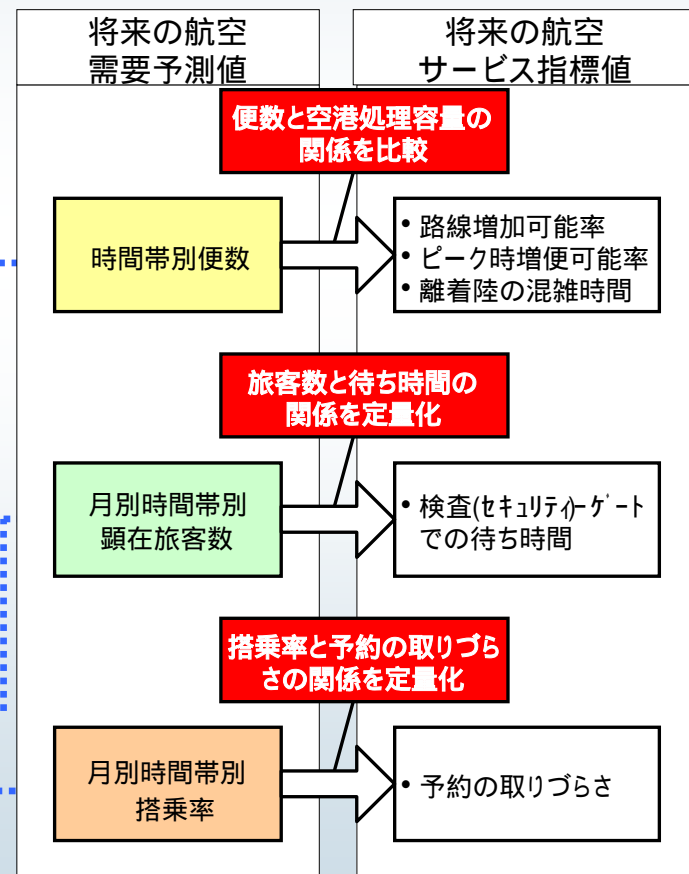 将来の航空
需要予測値
将来の航空
サービス指標値
便数と空港処理容量の
関係を比較
時間帯別便数
• 路線増加可能率
• ピーク時増便可能率
• 離着陸の混雑時間
旅客数と待ち時間の
関係を定量化
月別時間帯別
顕在旅客数
• 検査(ｾｷｭﾘﾃｨ)ｰｹﾞｰﾄ
での待ち時間
搭乗率と予約の取りづら
さの関係を定量化
月別時間帯別
搭乗率
• 予約の取りづらさ